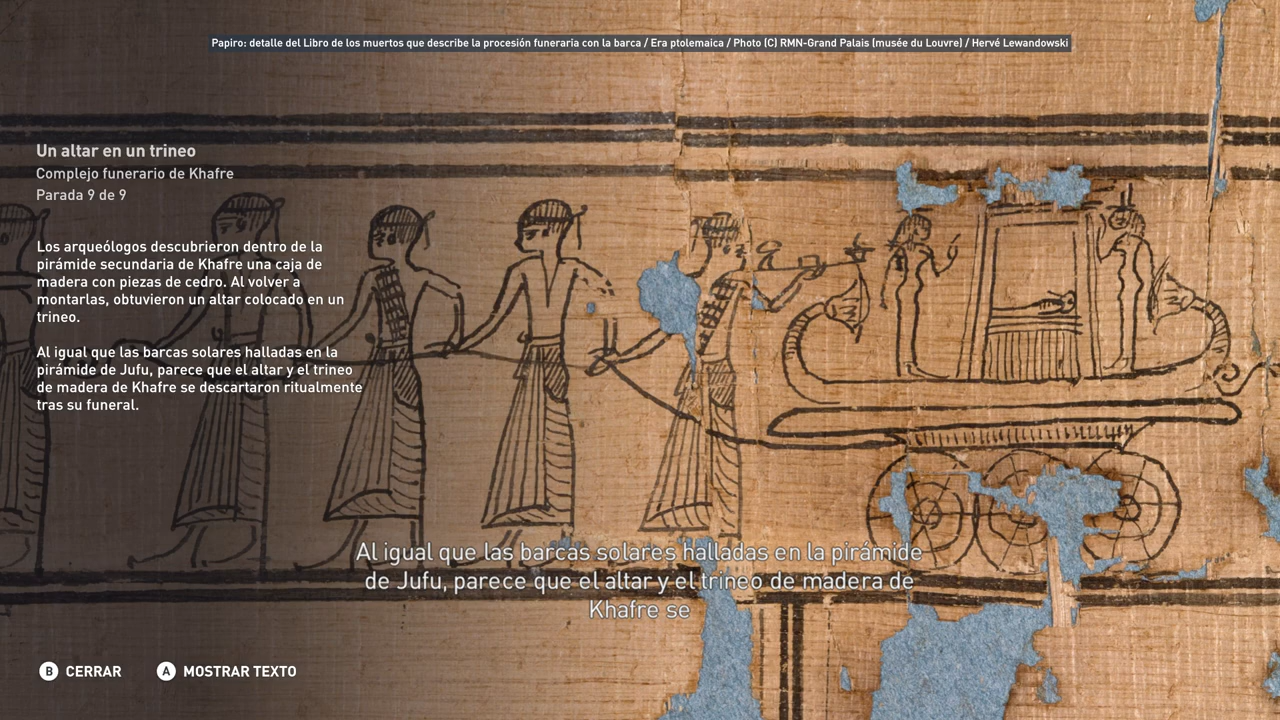 Papiro: detalle del Libro de los muertos que describe la procesión funeraria con la barca / Era ptolemaica / Photo (C) RMN-Grand Palais (musée du Louvre) / Hervé Lewandowski
Un altar en un trineo
Complejo funerario de Khafre
Parada 9 de 9
Los arqueólogos descubrieron dentro de la
pirámide secundaria de Khafre una caja de
madera con piezas de cedro. Al volver a
montarlas, obtuvieron un altar colocado en un
trineo.
Al igual que las barcas solares halladas en la
pirámide de Jufu, parece que el altar y el trineo
de madera de Khafre se descartaron ritualmente
tras su funeral.
Al igual que las barcas solares halladas en la pirámide
de Jufu, parece que el altar y el trineo de madera de
Khafre se
B CERRAR A MOSTRAR TEXTO